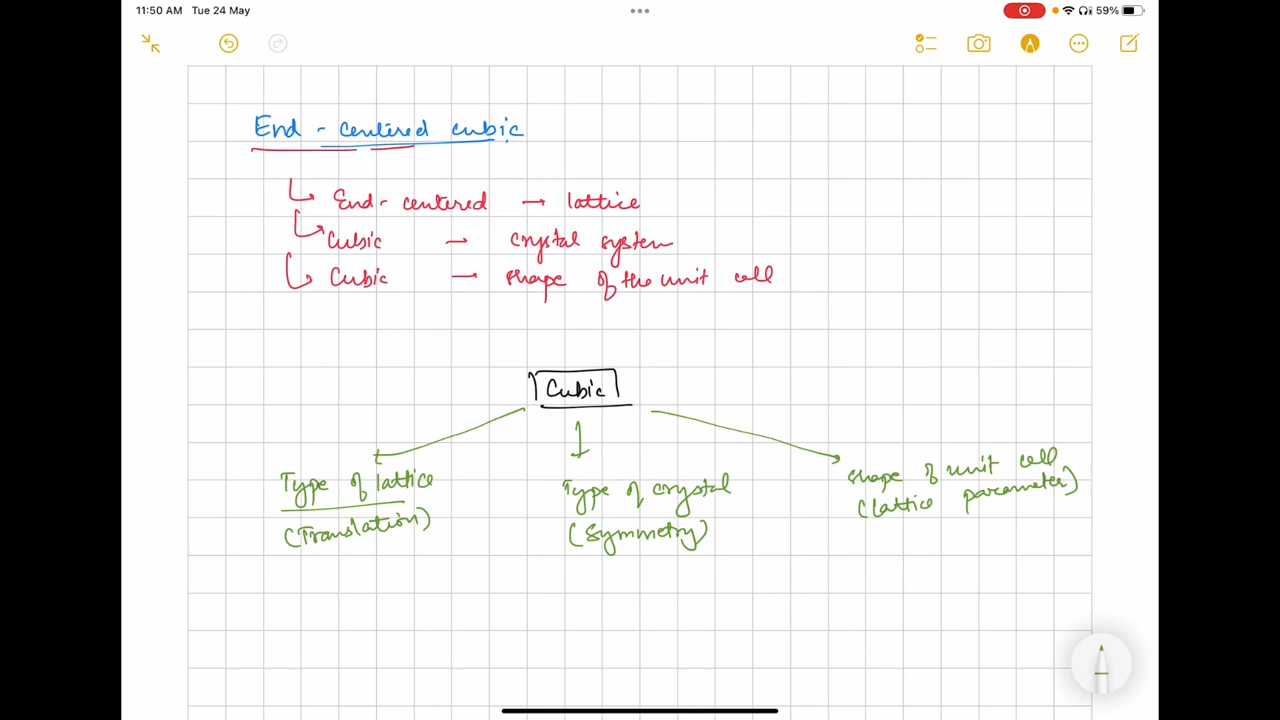 11:50 AM Tue 24 May
59%
End - centered cubic
End - centered → lattice
Cubic → crystal system
Cubic → shape of the unit cell
Cubic
Type of lattice
(Translation)
Type of crystal
(Symmetry)
shape of unit cell
(lattice parameter)